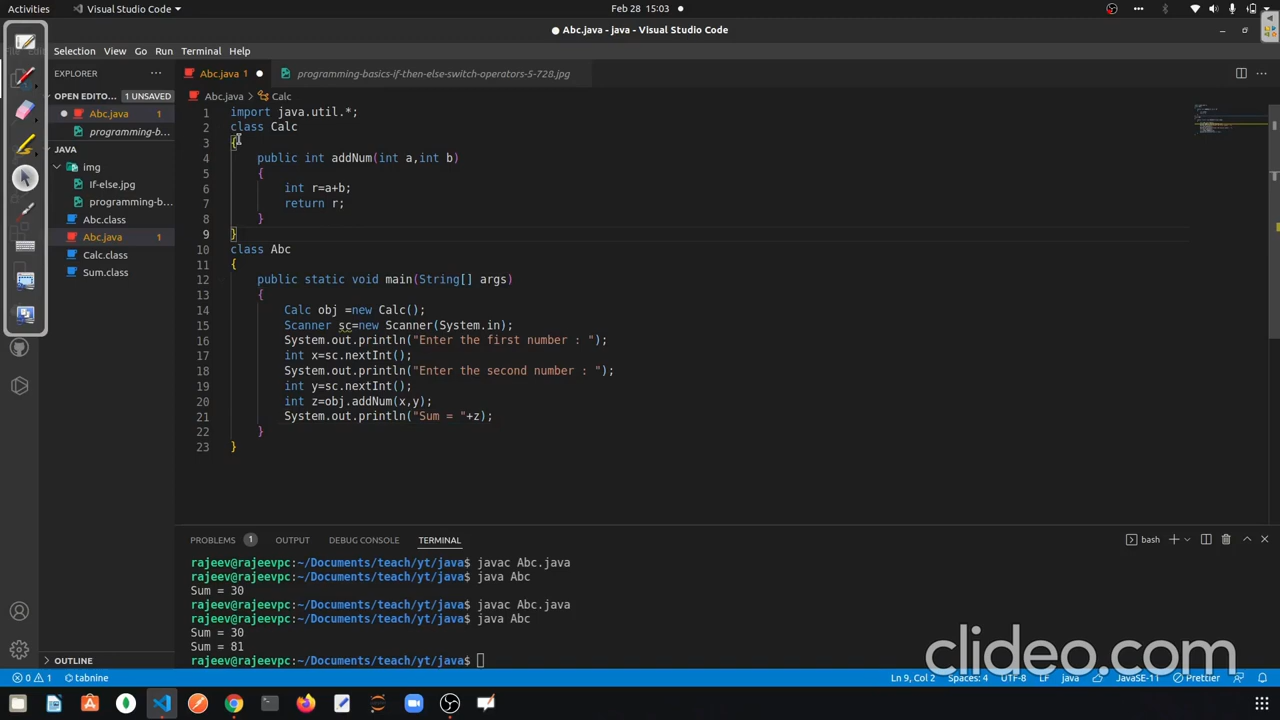 Activities
Visual Studio Code
Feb 28 15:03
Abc.java - java - Visual Studio Code
Selection View Go Run Terminal Help
EXPLORER
Abc.java 1
programming-basics-if-then-else-switch-operators-5-728.jpg
OPEN EDITO... 1 UNSAVED
Abc.java 1
programming-b...
JAVA
img
If-else.jpg
programming-b...
Abc.class
Abc.java 1
Calc.class
Sum.class
Abc.java > Calc
1 import java.util.*;
2 class Calc
3 {
4 public int addNum(int a,int b)
5 {
6 int r=a+b;
7 return r;
8 }
9 }
10 class Abc
11 {
12 public static void main(String[] args)
13 {
14 Calc obj =new Calc();
15 Scanner sc=new Scanner(System.in);
16 System.out.println("Enter the first number : ");
17 int x=sc.nextInt();
18 System.out.println("Enter the second number : ");
19 int y=sc.nextInt();
20 int z=obj.addNum(x,y);
21 System.out.println("Sum = "+z);
22 }
23 }
PROBLEMS 1 OUTPUT DEBUG CONSOLE TERMINAL
bash
rajeev@rajeevpc:~/Documents/teach/yt/java$ javac Abc.java
rajeev@rajeevpc:~/Documents/teach/yt/java$ java Abc
Sum = 30
rajeev@rajeevpc:~/Documents/teach/yt/java$ javac Abc.java
rajeev@rajeevpc:~/Documents/teach/yt/java$ java Abc
Sum = 30
Sum = 81
rajeev@rajeevpc:~/Documents/teach/yt/java$
OUTLINE
clideo.com
0 1 tabnine
Ln 9, Col 2 Spaces: 4 UTF-8 LF java JavaSE-11 Prettier